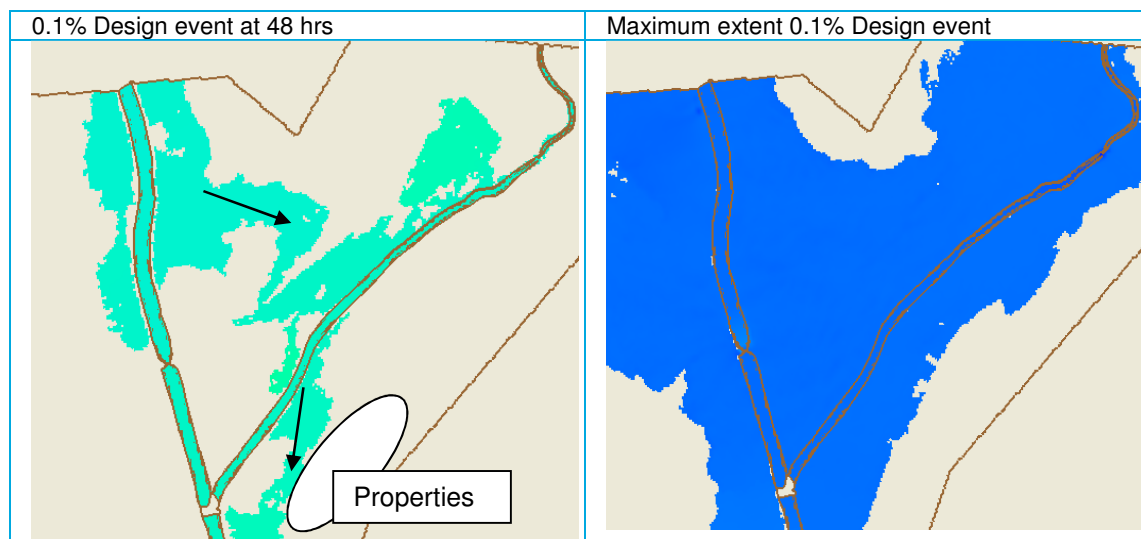 0.1% Design event at 48 hrs
Maximum extent 0.1% Design event
Properties